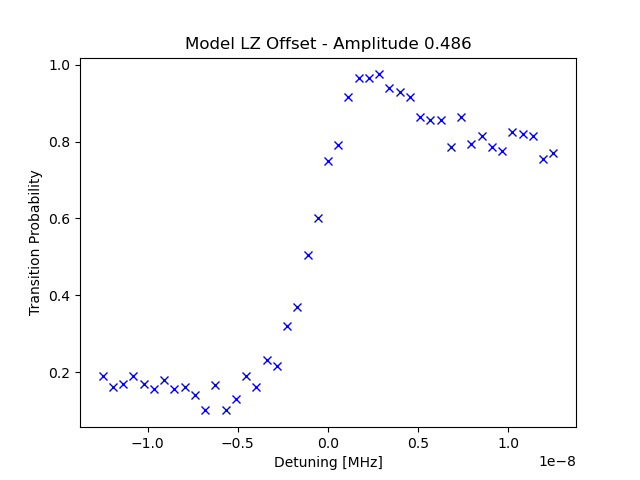 Model LZ Offset - Amplitude 0.486
1.0
0.8
0.6
0.4
0.2
Transition Probability
−1.0 −0.5 0.0 0.5 1.0
1e−8
Detuning [MHz]